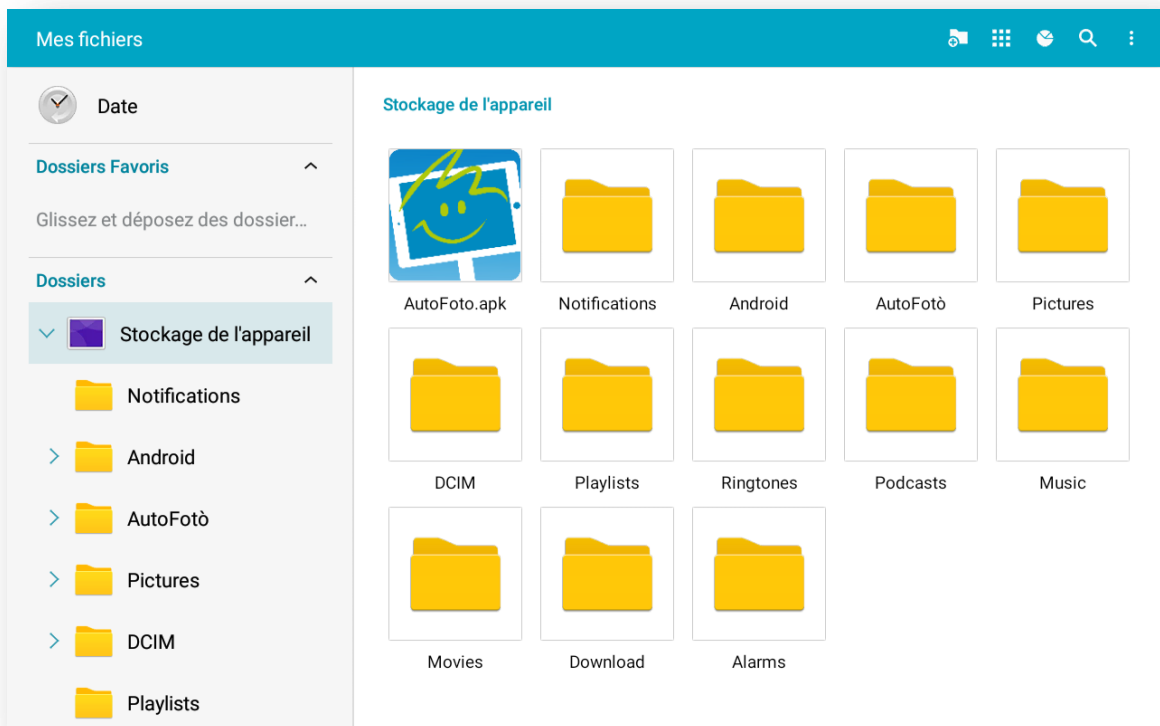 Mes fichiers
Date
Dossiers Favoris
Glissez et déposez des dossier...
Dossiers
Stockage de l'appareil
Notifications
Android
AutoFotò
Pictures
DCIM
Playlists
Stockage de l'appareil
AutoFoto.apk Notifications Android AutoFotò Pictures
DCIM Playlists Ringtones Podcasts Music
Movies Download Alarms